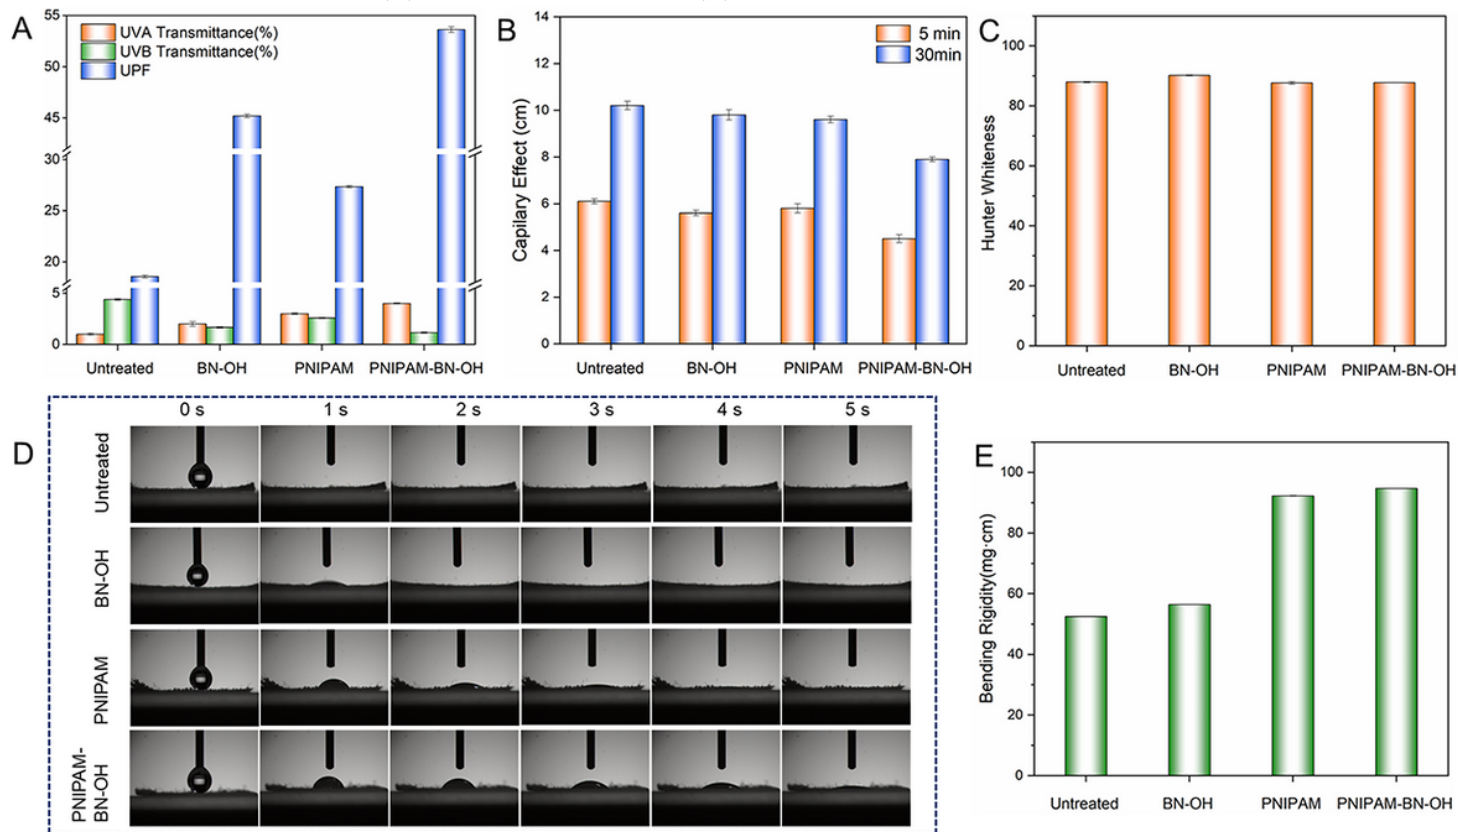 A
55
50
45
30
25
20
5
0
UVA Transmittance(%)
UVB Transmittance(%)
UPF
Untreated BN-OH PNIPAM PNIPAM-BN-OH
B
Capilary Effect (cm)
14
12
10
8
6
4
2
0
5 min
30min
Untreated BN-OH PNIPAM PNIPAM-BN-OH
C
Hunter Whiteness
100
80
60
40
20
0
Untreated BN-OH PNIPAM PNIPAM-BN-OH
D
0 s 1 s 2 s 3 s 4 s 5 s
Untreated
BN-OH
PNIPAM
PNIPAM-
BN-OH
E
Bending Rigidity(mg·cm)
100
80
60
40
20
0
Untreated BN-OH PNIPAM PNIPAM-BN-OH